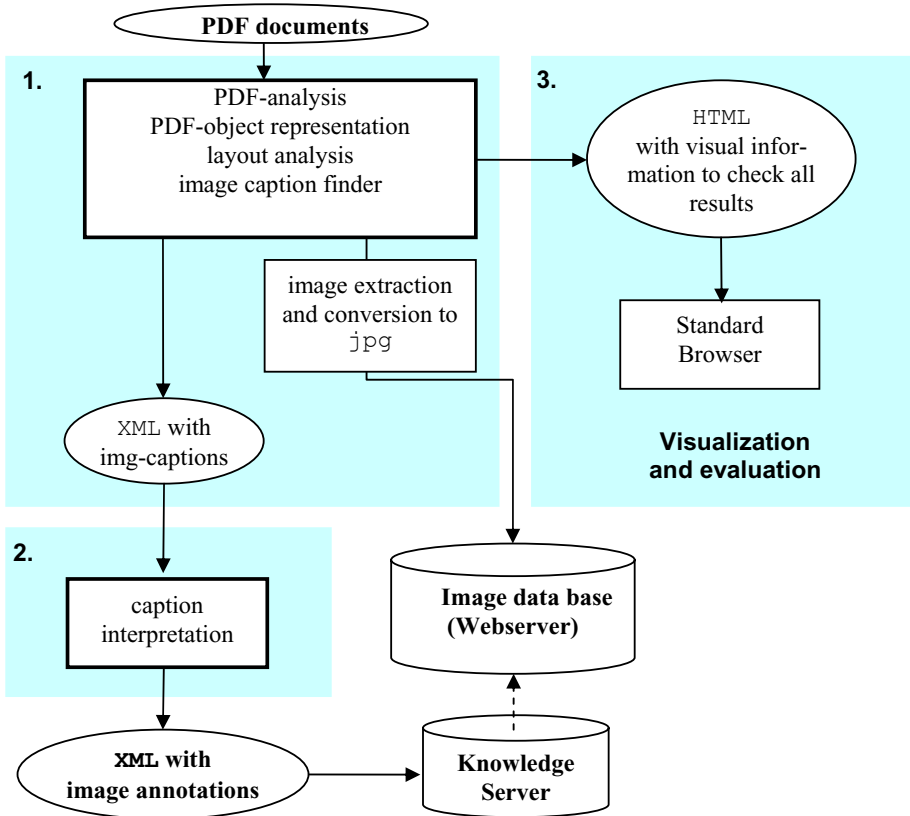 PDF documents
1.
PDF-analysis
PDF-object representation
layout analysis
image caption finder
image extraction
and conversion to
jpg
XML with
img-captions
2.
caption
interpretation
XML with
image annotations
3.
HTML
with visual infor-
mation to check all
results
Standard
Browser
Visualization
and evaluation
Image data base
(Webserver)
Knowledge
Server